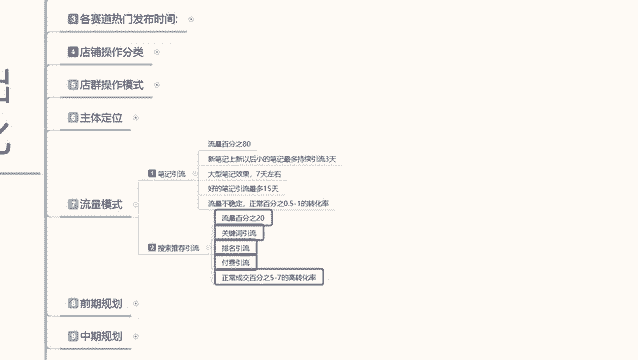 3 各赛道热门发布时间:
4 店铺操作分类
5 店群操作模式
6 主体定位
流量百分之80
新笔记上新以后小的笔记最多持续引流3天
1 笔记引流
大型笔记效果,7天左右
好的笔记引流最多15天
7 流量模式
流量不稳定,正常百分之0.5-1的转化率
流量百分之20
关键词引流
2 搜索推荐引流
排名引流
付费引流
正常成交百分之5-7的高转化率
8 前期规划
9 中期规划